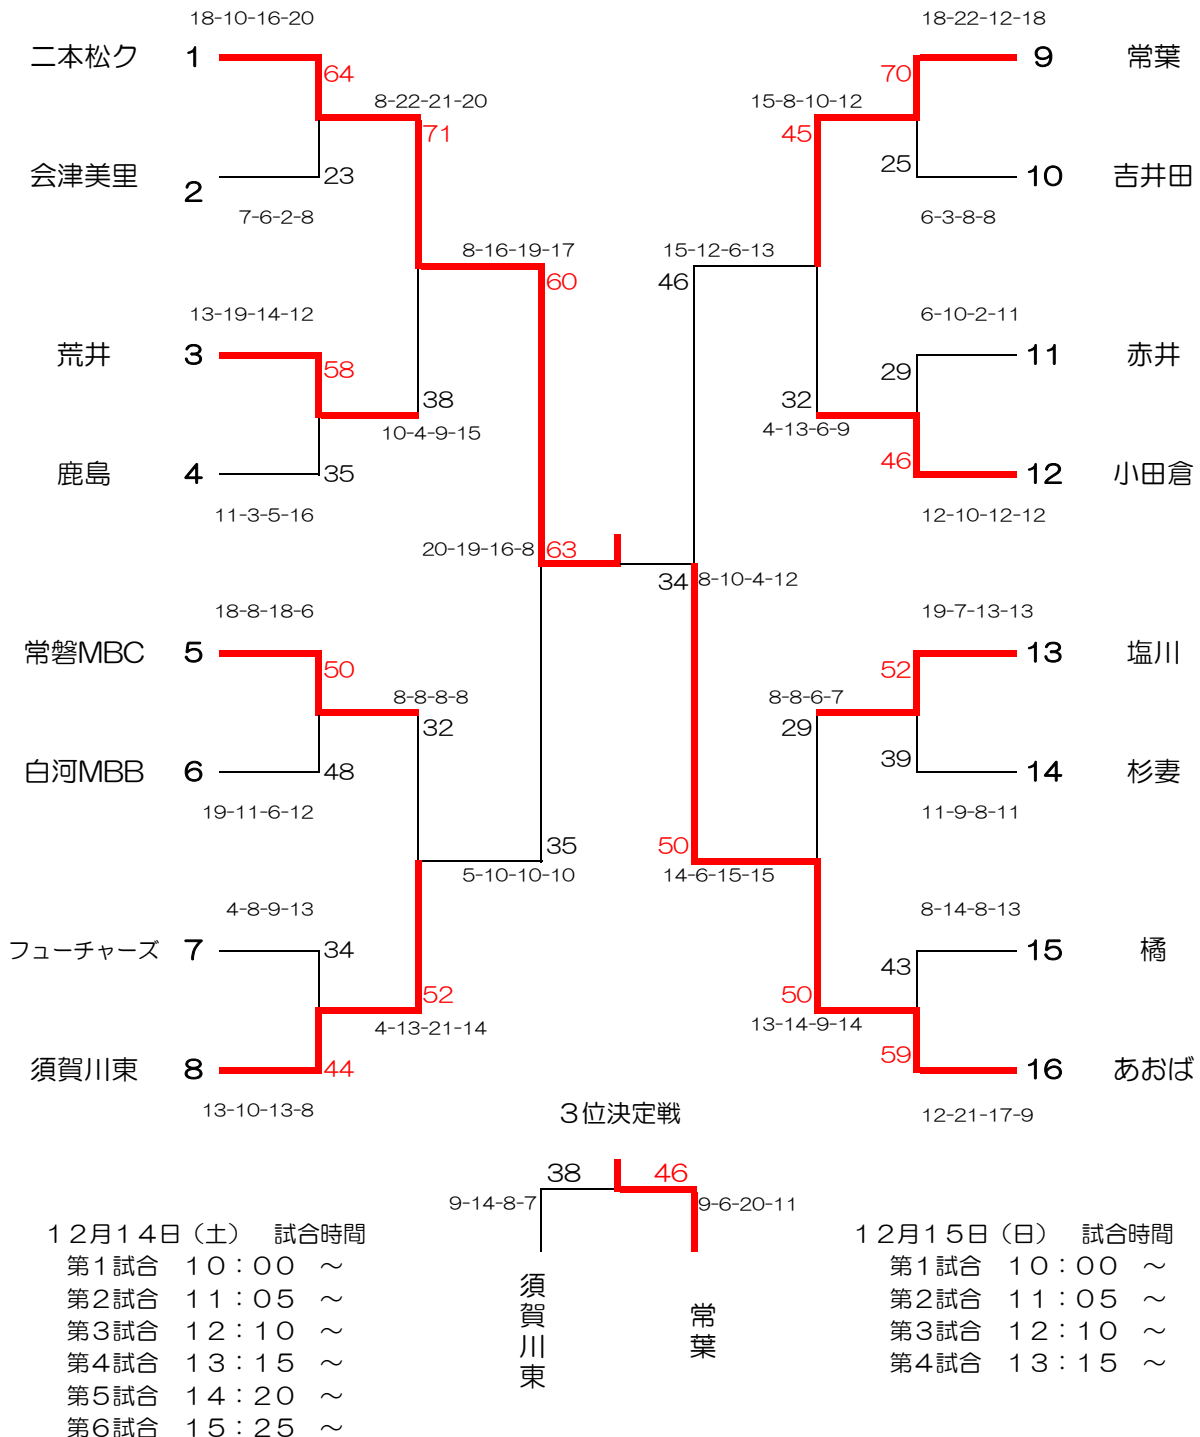 18-10-16-20
18-22-12-18
二本松ク 1 64
70 9 常葉
8-22-21-20
15-8-10-12
71
45
会津美里 2 23
25 10 吉井田
7-6-2-8
6-3-8-8
8-16-19-17
15-12-6-13
60
46
13-19-14-12
6-10-2-11
荒井 3 58
29 11 赤井
38
32
10-4-9-15
4-13-6-9
鹿島 4 35
46 12 小田倉
11-3-5-16
12-10-12-12
20-19-16-8 63
34 8-10-4-12
18-8-18-6
19-7-13-13
常磐MBC 5 50
52 13 塩川
8-8-8-8
8-8-6-7
32
29
白河MBB 6 48
39 14 杉妻
19-11-6-12
11-9-8-11
35
50
5-10-10-10
14-6-15-15
4-8-9-13
8-14-8-13
フューチャーズ 7 34
43 15 橘
52
50
4-13-21-14
13-14-9-14
須賀川東 8 44
59 16 あおば
13-10-13-8
12-21-17-9
３位決定戦
38 46
9-14-8-7
9-6-20-11
須賀川東
常葉
１２月１４日（土）　試合時間
第１試合　１０：００　～
第２試合　１１：０５　～
第３試合　１２：１０　～
第４試合　１３：１５　～
第５試合　１４：２０　～
第６試合　１５：２５　～
１２月１５日（日）　試合時間
第１試合　１０：００　～
第２試合　１１：０５　～
第３試合　１２：１０　～
第４試合　１３：１５　～